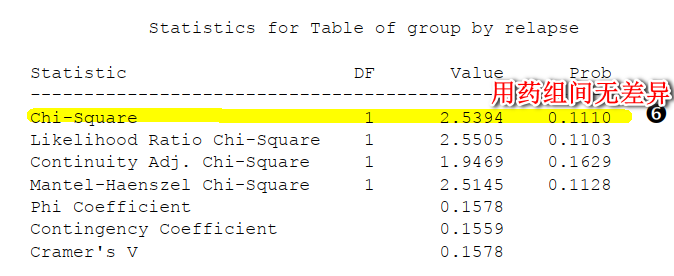 Statistics for Table of group by relapse
Statistic DF Value Prob
用药组间无差异
Chi-Square 1 2.5394 0.1110 ❻
Likelihood Ratio Chi-Square 1 2.5505 0.1103
Continuity Adj. Chi-Square 1 1.9469 0.1629
Mantel-Haenszel Chi-Square 1 2.5145 0.1128
Phi Coefficient 0.1578
Contingency Coefficient 0.1559
Cramer's V 0.1578